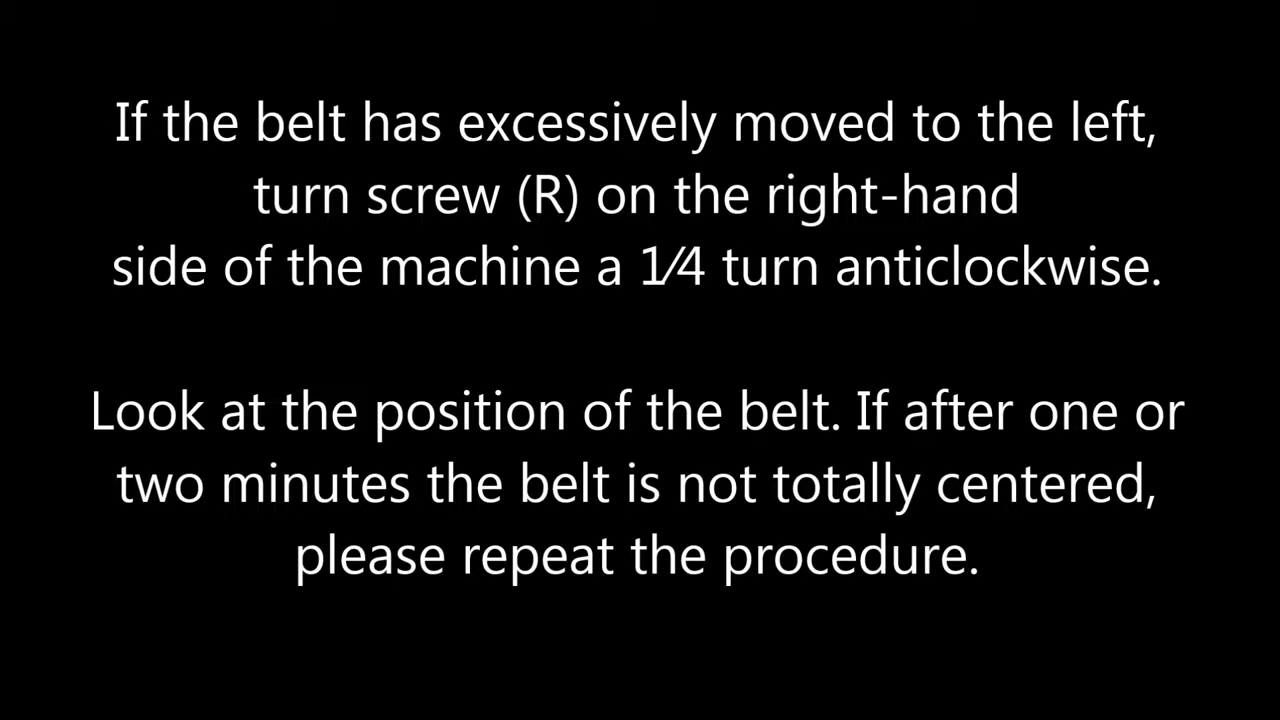 If the belt has excessively moved to the left,
turn screw (R) on the right-hand
side of the machine a 1⁄4 turn anticlockwise.
Look at the position of the belt. If after one or
two minutes the belt is not totally centered,
please repeat the procedure.